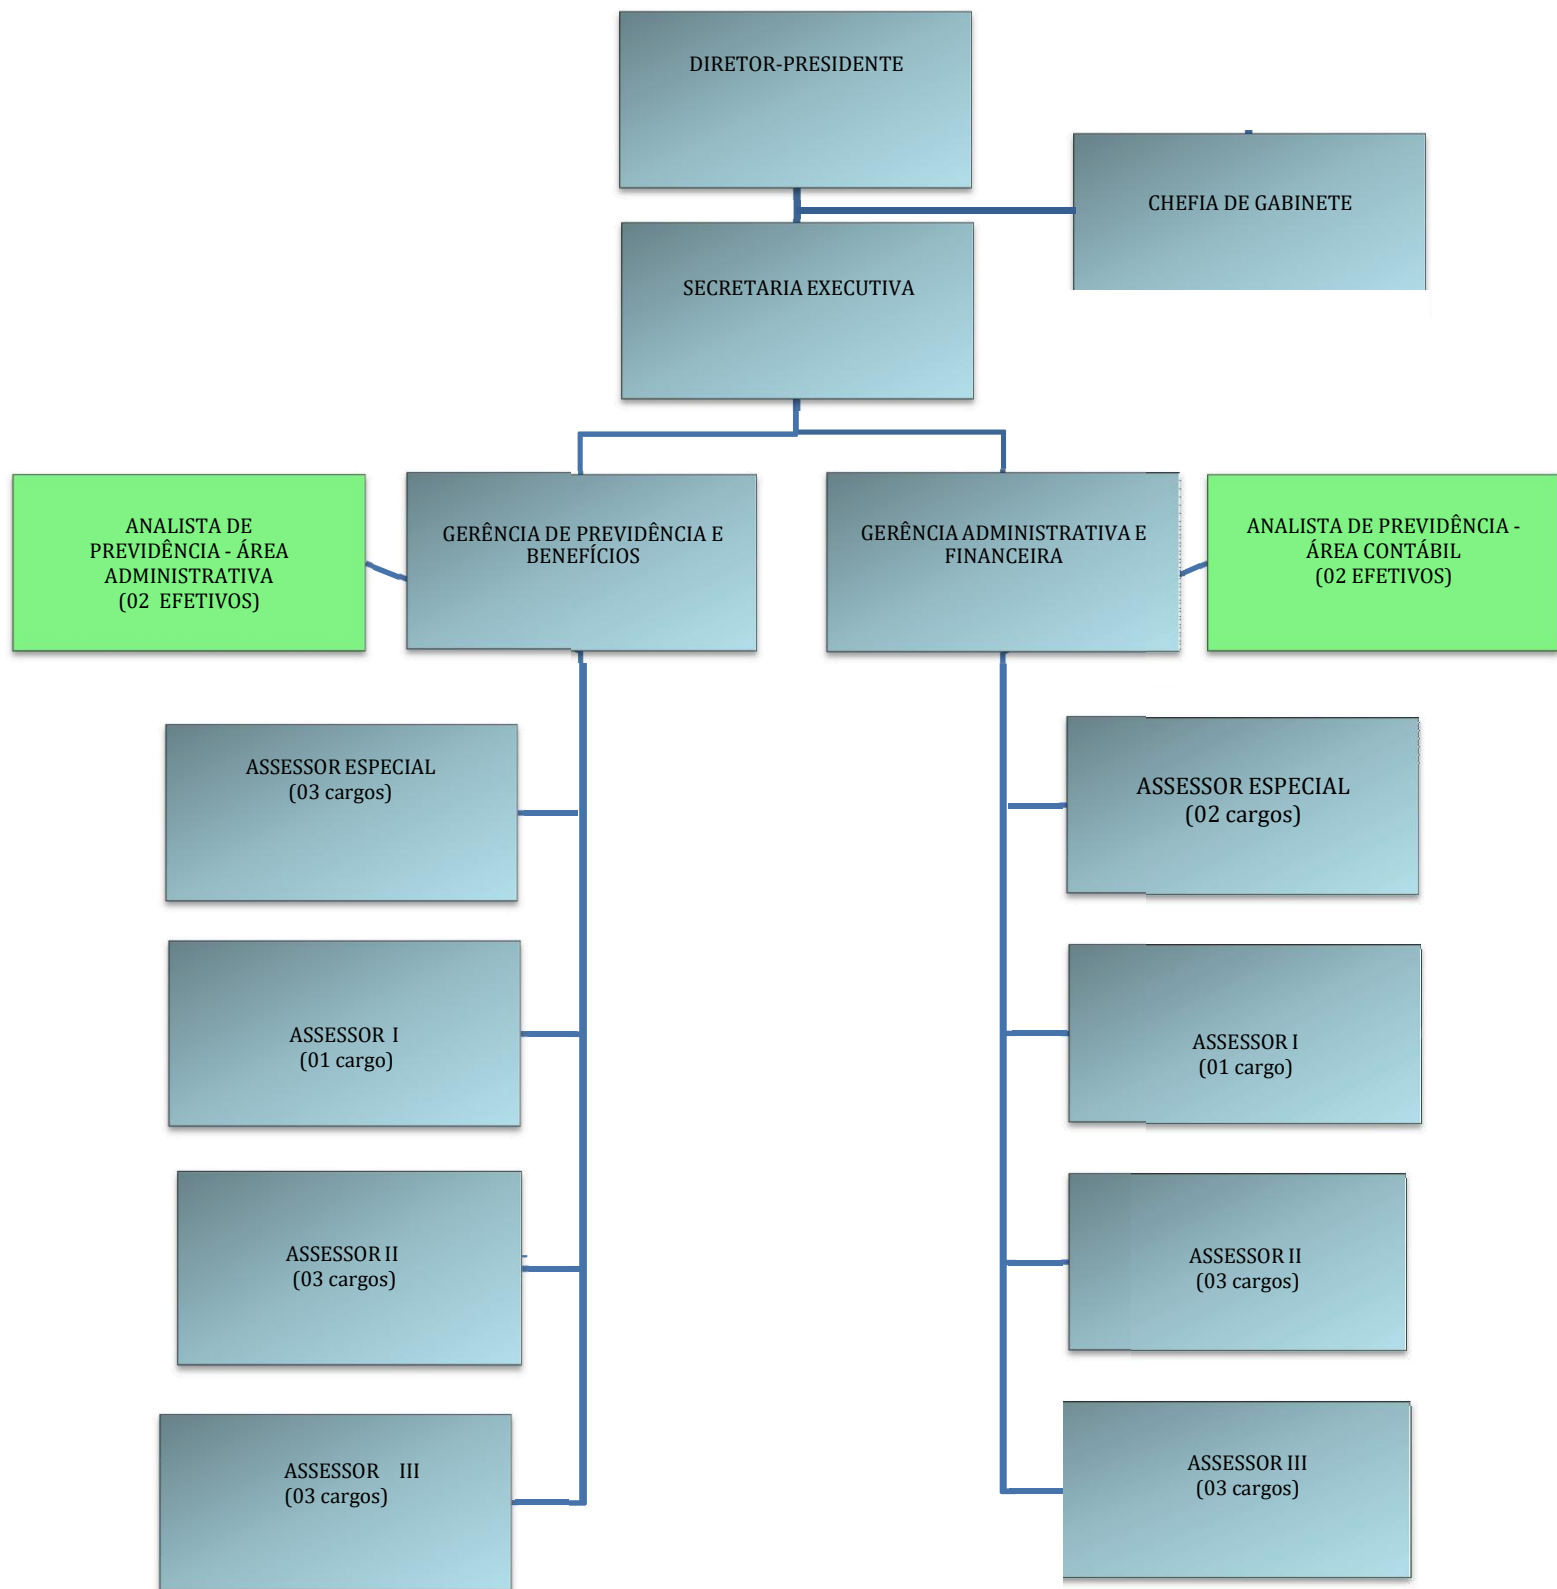 DIRETOR-PRESIDENTE
CHEFIA DE GABINETE
SECRETARIA EXECUTIVA
ANALISTA DE
PREVIDÊNCIA - ÁREA
ADMINISTRATIVA
(02 EFETIVOS)
GERÊNCIA DE PREVIDÊNCIA E
BENEFÍCIOS
GERÊNCIA ADMINISTRATIVA E
FINANCEIRA
ANALISTA DE PREVIDÊNCIA -
ÁREA CONTÁBIL
(02 EFETIVOS)
ASSESSOR ESPECIAL
(03 cargos)
ASSESSOR ESPECIAL
(02 cargos)
ASSESSOR I
(01 cargo)
ASSESSOR I
(01 cargo)
ASSESSOR II
(03 cargos)
ASSESSOR II
(03 cargos)
ASSESSOR III
(03 cargos)
ASSESSOR III
(03 cargos)